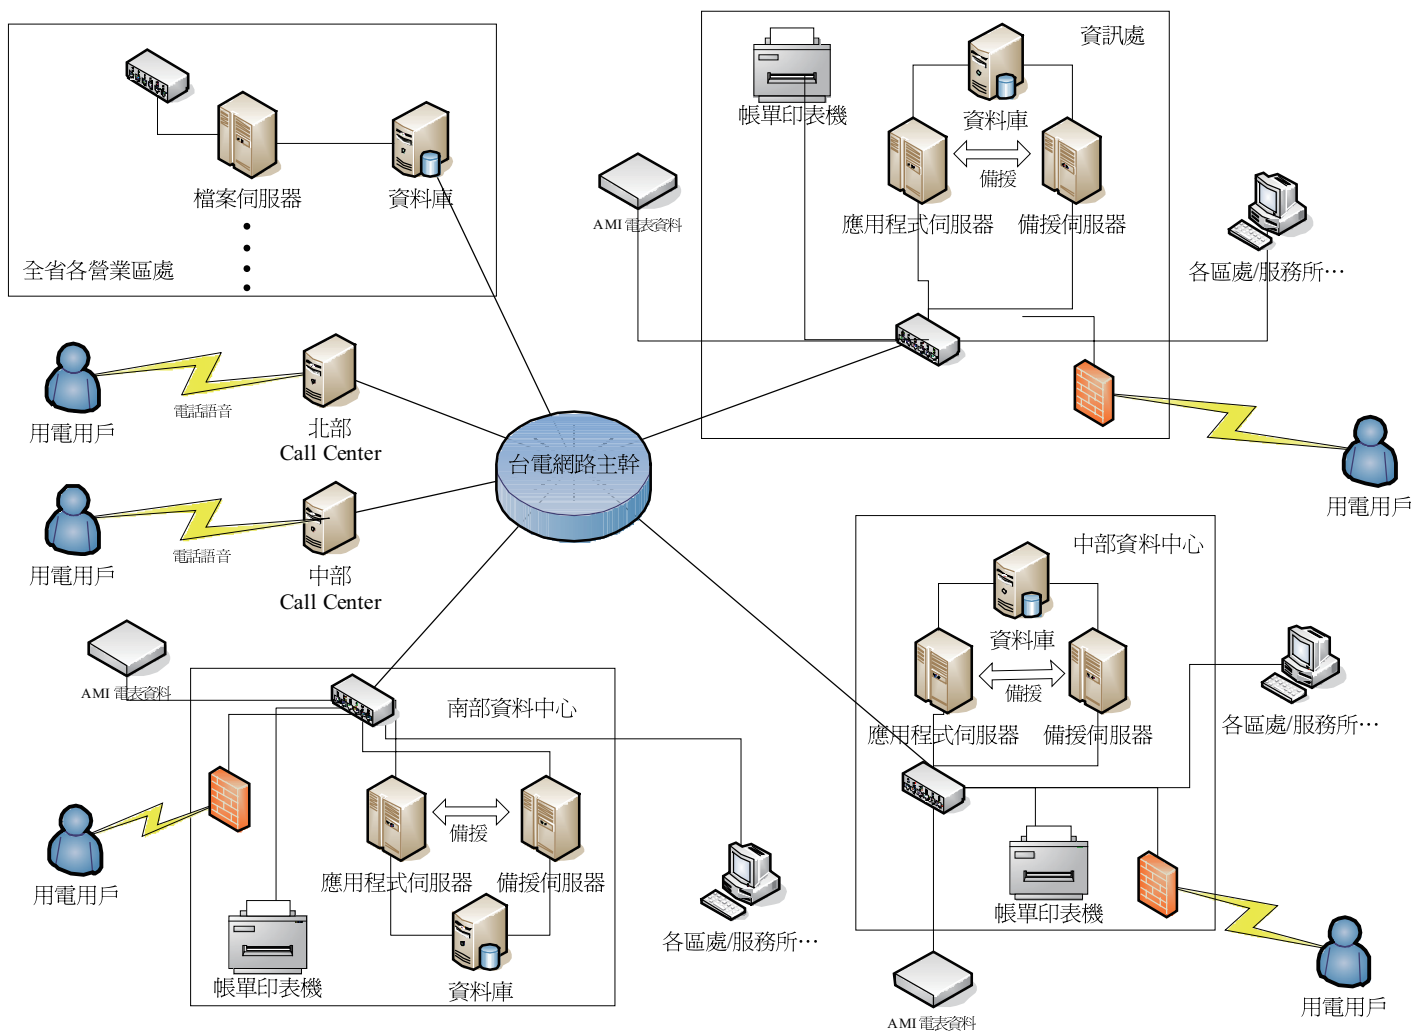 資訊處
帳單印表機
資料庫
備援
應用程式伺服器
備援伺服器
AMI 電表資料
各區處/服務所…
用電用戶
檔案伺服器
資料庫
全省各營業區處
用電用戶
電話語音
北部
Call Center
台電網路主幹
用電用戶
電話語音
中部
Call Center
中部資料中心
資料庫
備援
應用程式伺服器
備援伺服器
各區處/服務所…
帳單印表機
用電用戶
AMI 電表資料
AMI 電表資料
南部資料中心
備援
應用程式伺服器
備援伺服器
用電用戶
帳單印表機
資料庫
各區處/服務所…